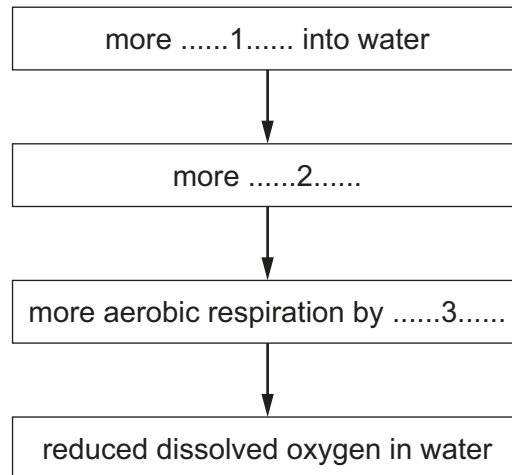 more ......1...... into water
more ......2......
more aerobic respiration by ......3......
reduced dissolved oxygen in water